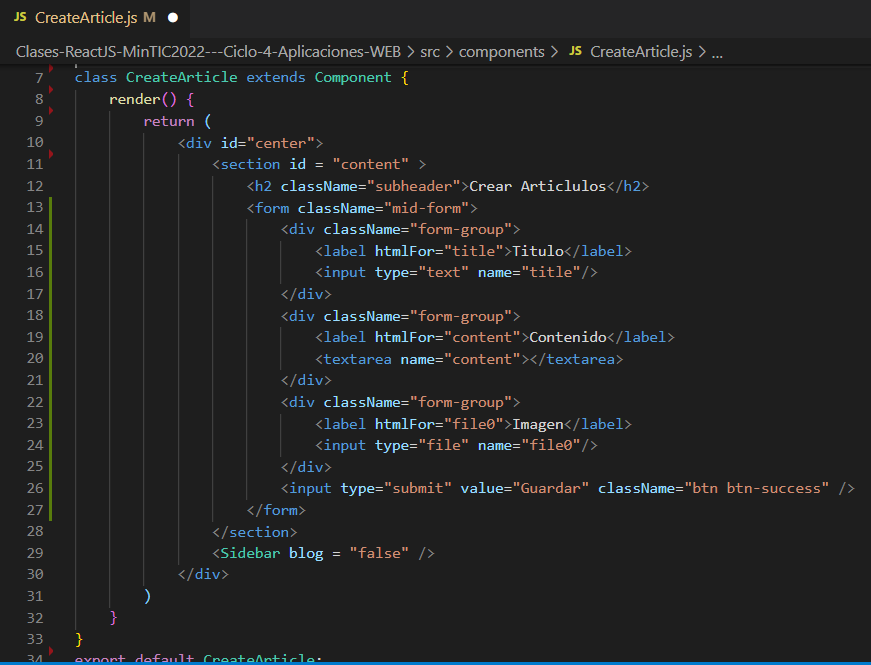 JS CreateArticle.js M
Clases-ReactJS-MinTIC2022---Ciclo-4-Aplicaciones-WEB > src > components > JS CreateArticle.js > ...
7 class CreateArticle extends Component {
8 render() {
9 return (
10 <div id="center">
11 <section id = "content" >
12 <h2 className="subheader">Crear Articlulos</h2>
13 <form className="mid-form">
14 <div className="form-group">
15 <label htmlFor="title">Titulo</label>
16 <input type="text" name="title"/>
17 </div>
18 <div className="form-group">
19 <label htmlFor="content">Contenido</label>
20 <textarea name="content"></textarea>
21 </div>
22 <div className="form-group">
23 <label htmlFor="file0">Imagen</label>
24 <input type="file" name="file0"/>
25 </div>
26 <input type="submit" value="Guardar" className="btn btn-success" />
27 </form>
28 </section>
29 <Sidebar blog = "false" />
30 </div>
31 )
32 }
33 }
34 export default CreateArticle;